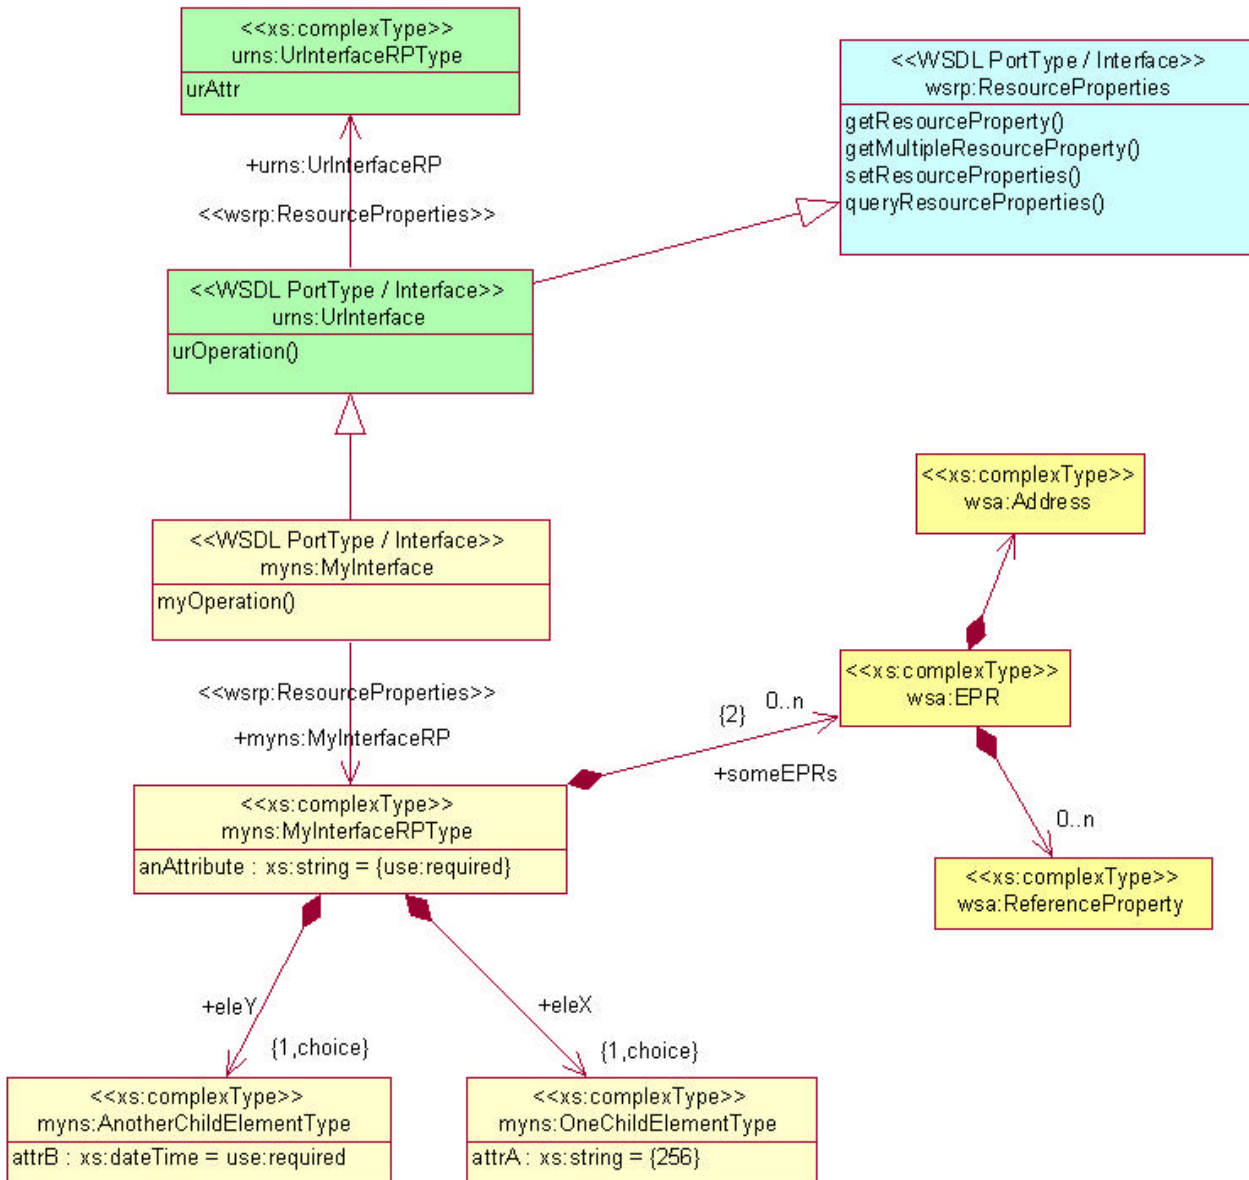 <<xs:complexType>>
urns:UrInterfaceRPType
urAttr
<<WSDL PortType / Interface>>
wsrp:ResourceProperties
getResourceProperty()
getMultipleResourceProperty()
setResourceProperties()
queryResourceProperties()
+urns:UrInterfaceRP
<<wsrp:ResourceProperties>>
<<WSDL PortType / Interface>>
urns:UrInterface
urOperation()
<<xs:complexType>>
wsa:Address
<<WSDL PortType / Interface>>
myns:MyInterface
myOperation()
<<xs:complexType>>
wsa:EPR
<<wsrp:ResourceProperties>>
+myns:MyInterfaceRP
{2}
0..n
+someEPRs
<<xs:complexType>>
myns:MyInterfaceRPType
anAttribute : xs:string = {use:required}
0..n
<<xs:complexType>>
wsa:ReferenceProperty
+eleY
{1,choice}
+eleX
{1,choice}
<<xs:complexType>>
myns:AnotherChildElementType
attrB : xs:dateTime = use:required
<<xs:complexType>>
myns:OneChildElementType
attrA : xs:string = {256}